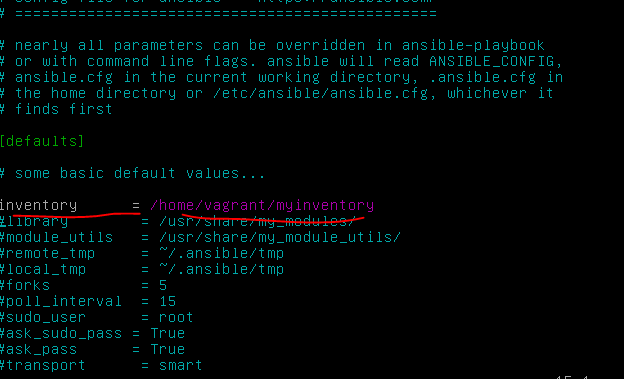 # =============================================
# nearly all parameters can be overridden in ansible-playbook
# or with command line flags. ansible will read ANSIBLE_CONFIG,
# ansible.cfg in the current working directory, .ansible.cfg in
# the home directory or /etc/ansible/ansible.cfg, whichever it
# finds first
[defaults]
# some basic default values...
inventory      = /home/vagrant/myinventory
#library        = /usr/share/my_modules/
#module_utils   = /usr/share/my_module_utils/
#remote_tmp     = ~/.ansible/tmp
#local_tmp      = ~/.ansible/tmp
#forks          = 5
#poll_interval  = 15
#sudo_user      = root
#ask_sudo_pass = True
#ask_pass      = True
#transport      = smart